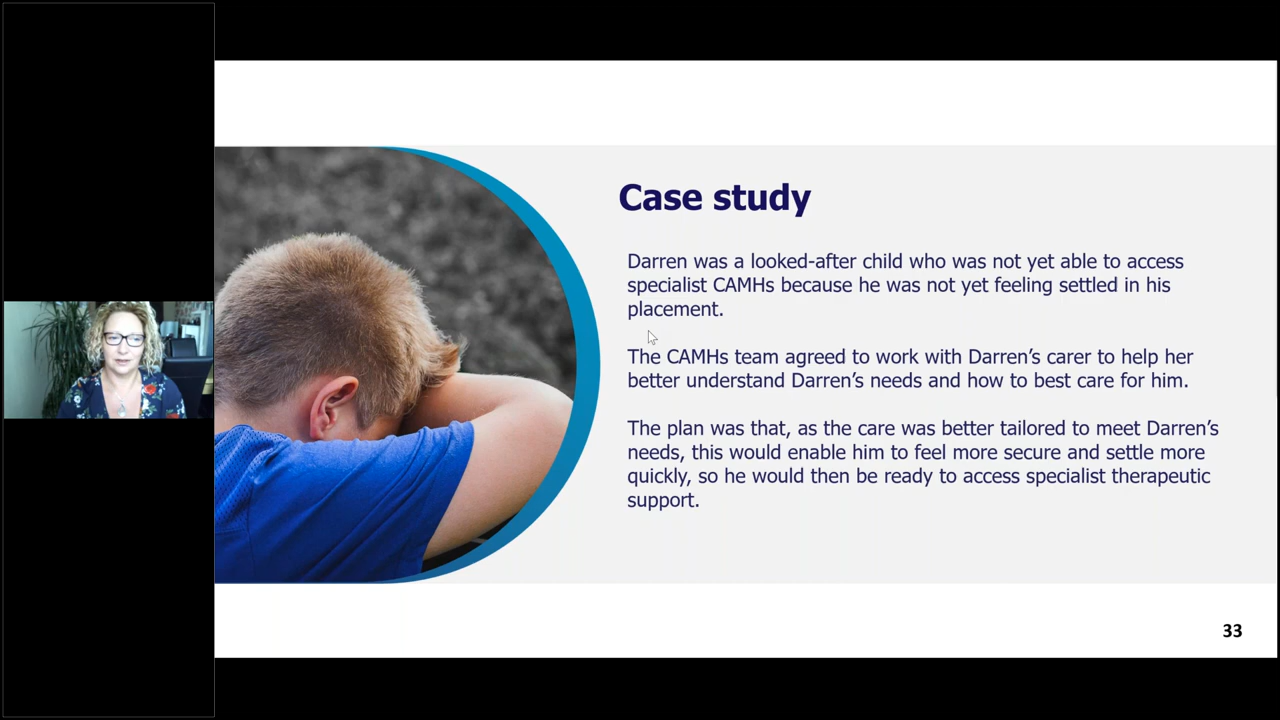 Case study
Darren was a looked-after child who was not yet able to access
specialist CAMHs because he was not yet feeling settled in his
placement.
The CAMHs team agreed to work with Darren’s carer to help her
better understand Darren’s needs and how to best care for him.
The plan was that, as the care was better tailored to meet Darren’s
needs, this would enable him to feel more secure and settle more
quickly, so he would then be ready to access specialist therapeutic
support.
33